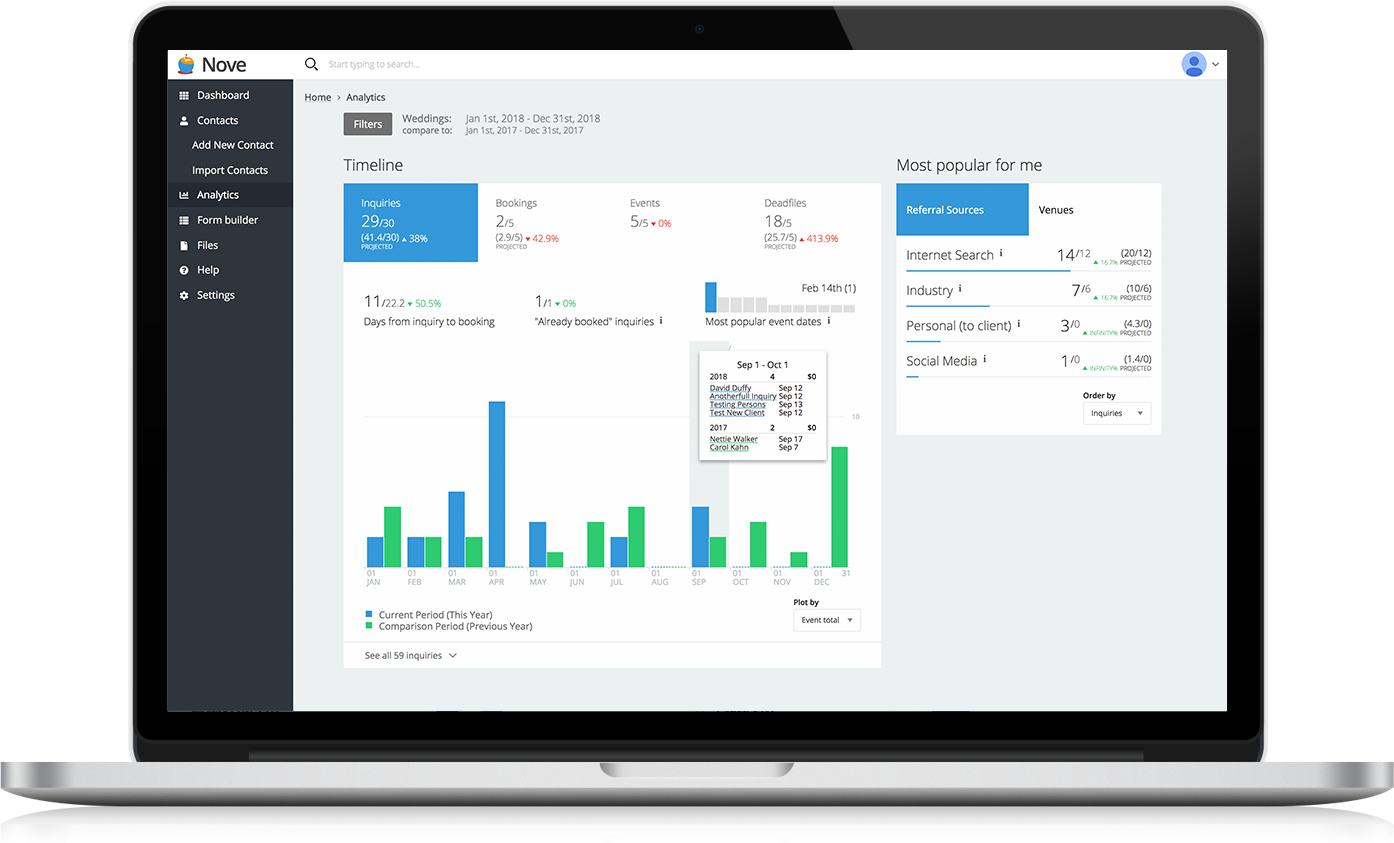 Nove
Start typing to search...
Dashboard
Contacts
Add New Contact
Import Contacts
Analytics
Form builder
Files
Help
Settings
Home › Analytics
Filters
Weddings: Jan 1st, 2018 - Dec 31st, 2018
compare to: Jan 1st, 2017 - Dec 31st, 2017
Timeline
Inquiries
29/30
(41.4/30) ▲ 38%
PROJECTED
Bookings
2/5
(2.9/5) ▼ 42.9%
PROJECTED
Events
5/5 ▼ 0%
Deadfiles
18/5
(25.7/5) ▲ 413.9%
PROJECTED
11/22.2 ▼ 50.5%
Days from inquiry to booking
1/1 ▼ 0%
"Already booked" inquiries i
Feb 14th (1)
Most popular event dates i
Sep 1 - Oct 1
2018 4 $0
David Duffy Sep 12
Anotherfull Inquiry Sep 12
Testing Persons Sep 13
Test New Client Sep 12
2017 2 $0
Nettie Walker Sep 17
Carol Kahn Sep 7
10
01 01 01 01 01 01 01 01 01 01 01 01 31
JAN FEB MAR APR MAY JUN JUL AUG SEP OCT NOV DEC
Current Period (This Year)
Comparison Period (Previous Year)
Plot by
Event total ▼
See all 59 inquiries
Most popular for me
Referral Sources
Venues
Internet Search i 14/12 (20/12)
▲ 16.7% PROJECTED
Industry i 7/6 (10/6)
▲ 16.7% PROJECTED
Personal (to client) i 3/0 (4.3/0)
▲ INFINITY% PROJECTED
Social Media i 1/0 (1.4/0)
▲ INFINITY% PROJECTED
Order by
Inquiries ▼